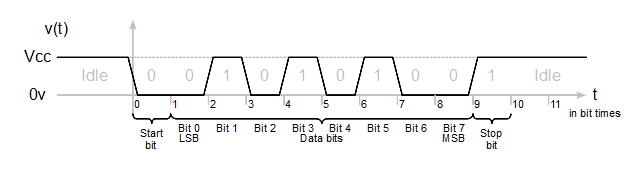 v(t)
Vcc
Idle 0 0 1 0 1 0 1 0 0 1 Idle
0v
t
0 1 2 3 4 5 6 7 8 9 10 11
in bit times
Start bit
Bit 0 Bit 1 Bit 2 Bit 3 Bit 4 Bit 5 Bit 6 Bit 7
LSB
Data bits
MSB
Stop bit